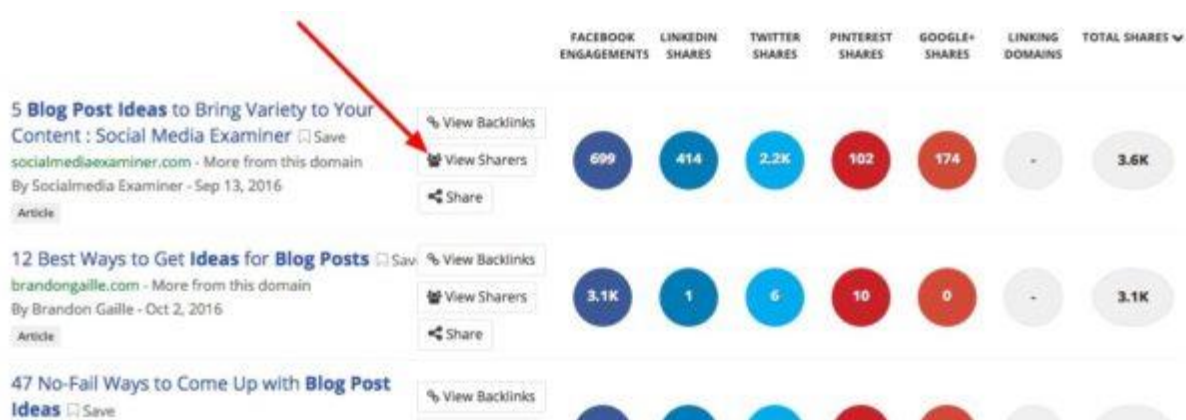 FACEBOOK ENGAGEMENTS LINKEDIN SHARES TWITTER SHARES PINTEREST SHARES GOOGLE+ SHARES LINKING DOMAINS TOTAL SHARES
5 Blog Post Ideas to Bring Variety to Your
Content : Social Media Examiner Save
socialmediaexaminer.com - More from this domain
By Socialmedia Examiner - Sep 13, 2016
Article
View Backlinks
View Sharers
Share
699 414 2.2K 102 174 - 3.6K
12 Best Ways to Get Ideas for Blog Posts Sav
brandongaille.com - More from this domain
By Brandon Gaille - Oct 2, 2016
Article
View Backlinks
View Sharers
Share
3.1K 1 6 10 0 - 3.1K
47 No-Fail Ways to Come Up with Blog Post
Ideas Save
View Backlinks